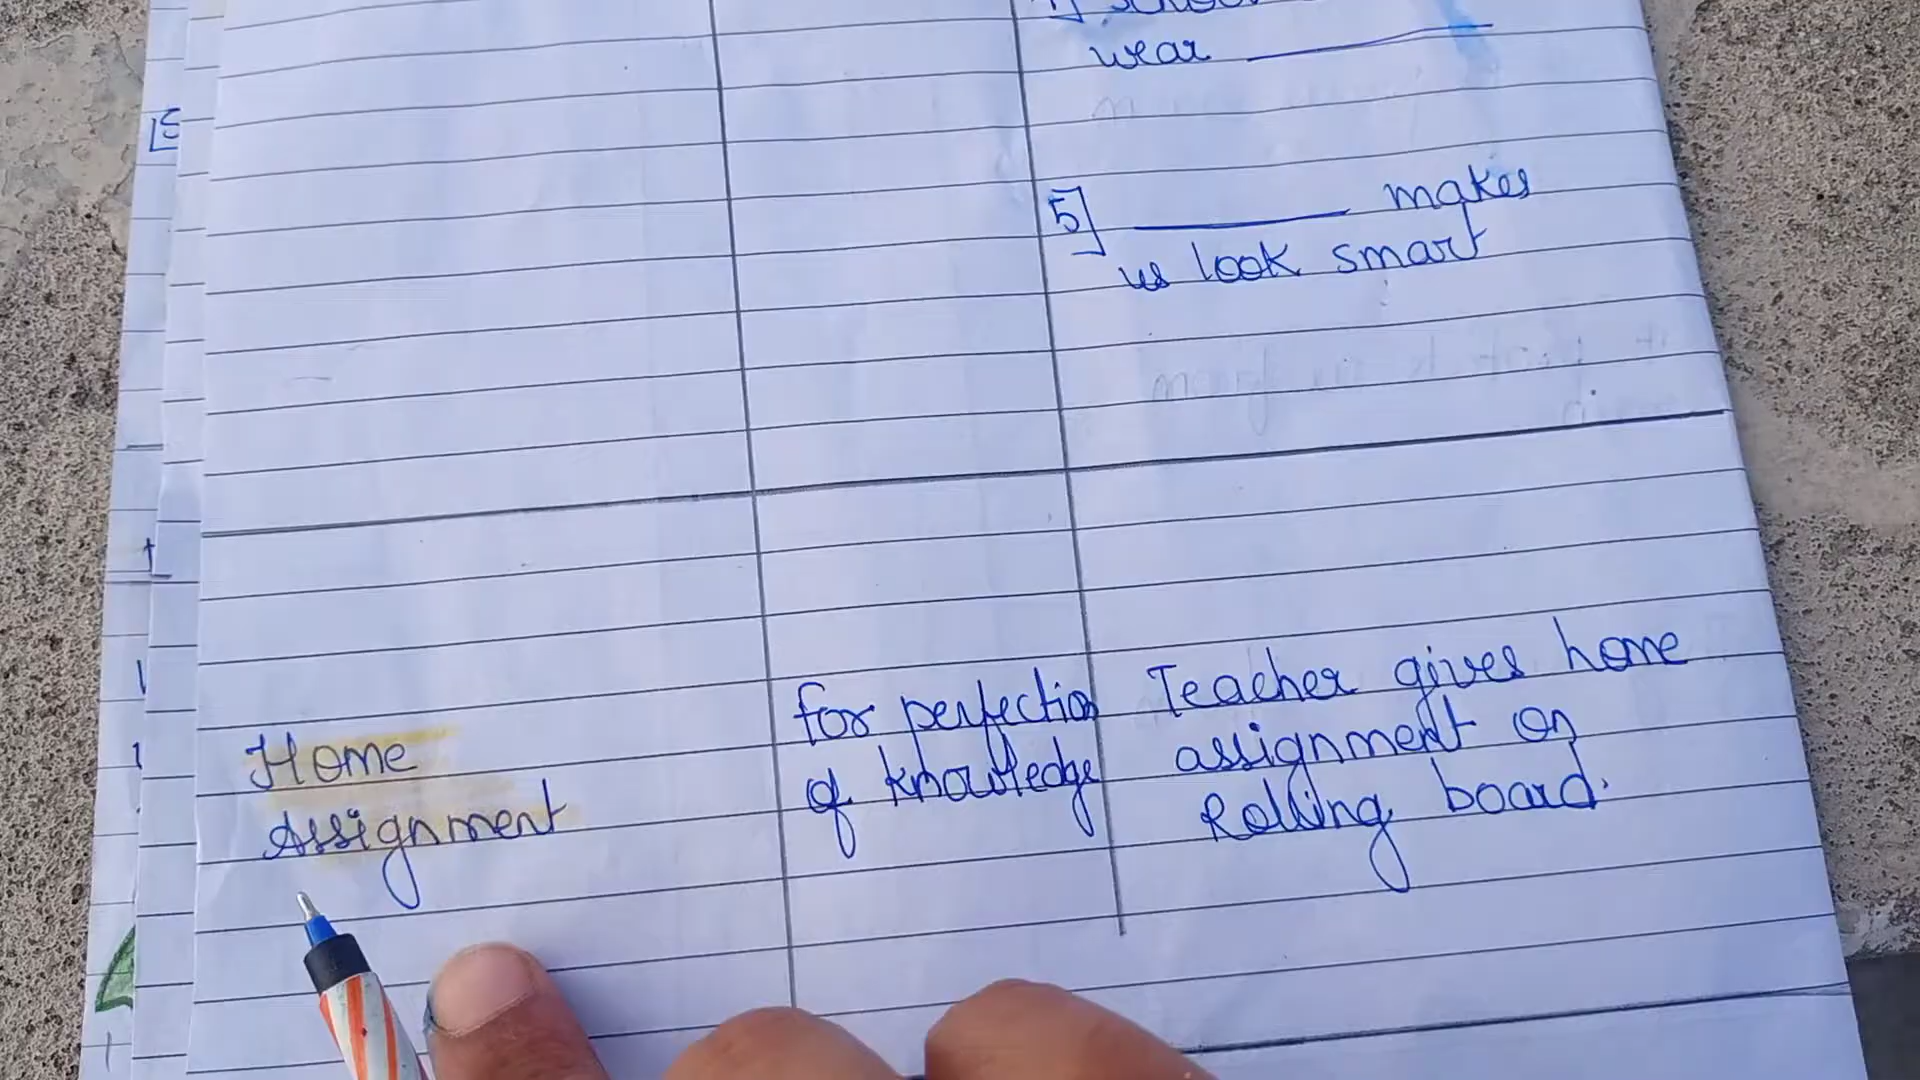 wear
5] ________ makes
us look smart
Home
Assignment
for perfection
of knowledge
Teacher gives home
assignment on
Rolling board.